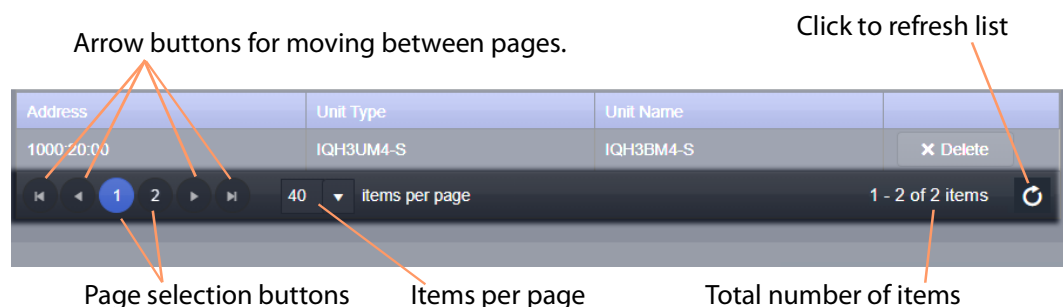 Click to refresh list
Arrow buttons for moving between pages.
Address Unit Type Unit Name
1000:20:00 IQH3UM4-S IQH3BM4-S × Delete
1 2 40 items per page 1 - 2 of 2 items
Page selection buttons Items per page Total number of items